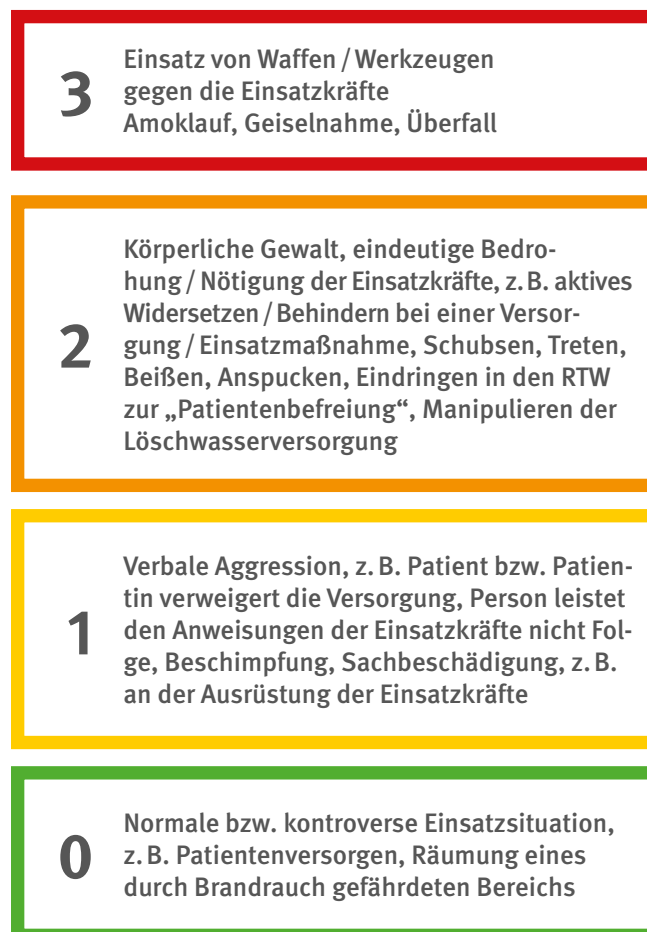 3
Einsatz von Waffen / Werkzeugen
gegen die Einsatzkräfte
Amoklauf, Geiselnahme, Überfall
2
Körperliche Gewalt, eindeutige Bedro-
hung / Nötigung der Einsatzkräfte, z. B. aktives
Widersetzen / Behindern bei einer Versor-
gung / Einsatzmaßnahme, Schubsen, Treten,
Beißen, Anspucken, Eindringen in den RTW
zur „Patientenbefreiung“, Manipulieren der
Löschwasserversorgung
1
Verbale Aggression, z. B. Patient bzw. Patien-
tin verweigert die Versorgung, Person leistet
den Anweisungen der Einsatzkräfte nicht Fol-
ge, Beschimpfung, Sachbeschädigung, z. B.
an der Ausrüstung der Einsatzkräfte
0
Normale bzw. kontroverse Einsatzsituation,
z. B. Patientenversorgen, Räumung eines
durch Brandrauch gefährdeten Bereichs